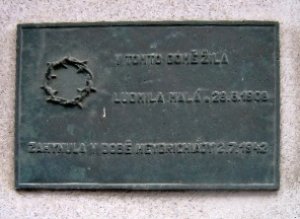 V TOMTO DOMĚ ŽILA
LUDMILA MALÁ
ZAHYNULA V DOBĚ HEYDRICHIÁDY 2.7.1942